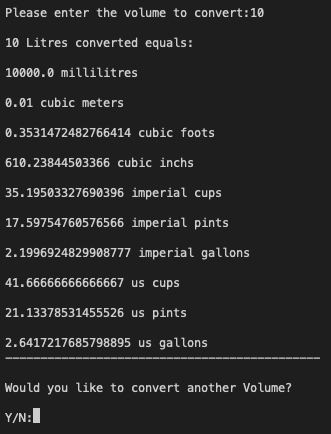 Please enter the volume to convert:10
10 Litres converted equals:
10000.0 millilitres
0.01 cubic meters
0.3531472482766414 cubic foots
610.23844503366 cubic inchs
35.19503327690396 imperial cups
17.59754760576566 imperial pints
2.1996924829908777 imperial gallons
41.66666666666667 us cups
21.13378531455526 us pints
2.6417217685798895 us gallons
---------------------------------------------
Would you like to convert another Volume?
Y/N: